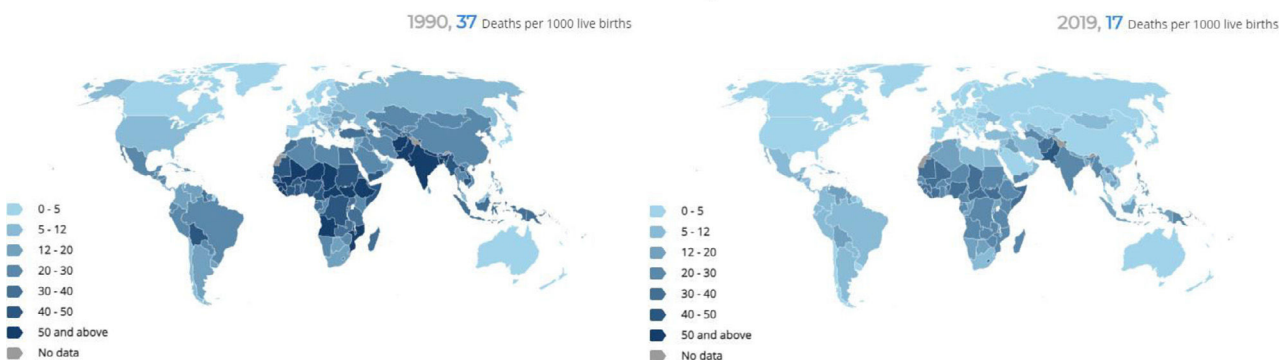 1990, 37 Deaths per 1000 live births
0 - 5
5 - 12
12 - 20
20 - 30
30 - 40
40 - 50
50 and above
No data
2019, 17 Deaths per 1000 live births
0 - 5
5 - 12
12 - 20
20 - 30
30 - 40
40 - 50
50 and above
No data